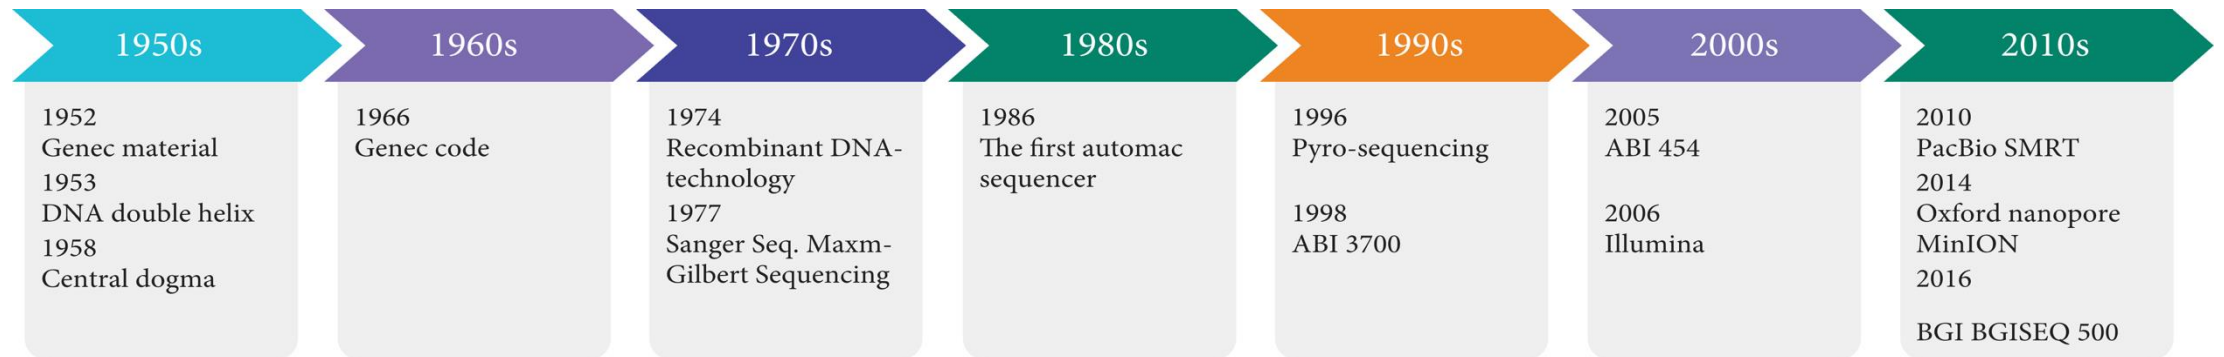 1950s
1960s
1970s
1980s
1990s
2000s
2010s
1952
Genec material
1953
DNA double helix
1958
Central dogma
1966
Genec code
1974
Recombinant DNA-
technology
1977
Sanger Seq. Maxm-
Gilbert Sequencing
1986
The first automac
sequencer
1996
Pyro-sequencing
1998
ABI 3700
2005
ABI 454
2006
Illumina
2010
PacBio SMRT
2014
Oxford nanopore
MinION
2016
BGI BGISEQ 500